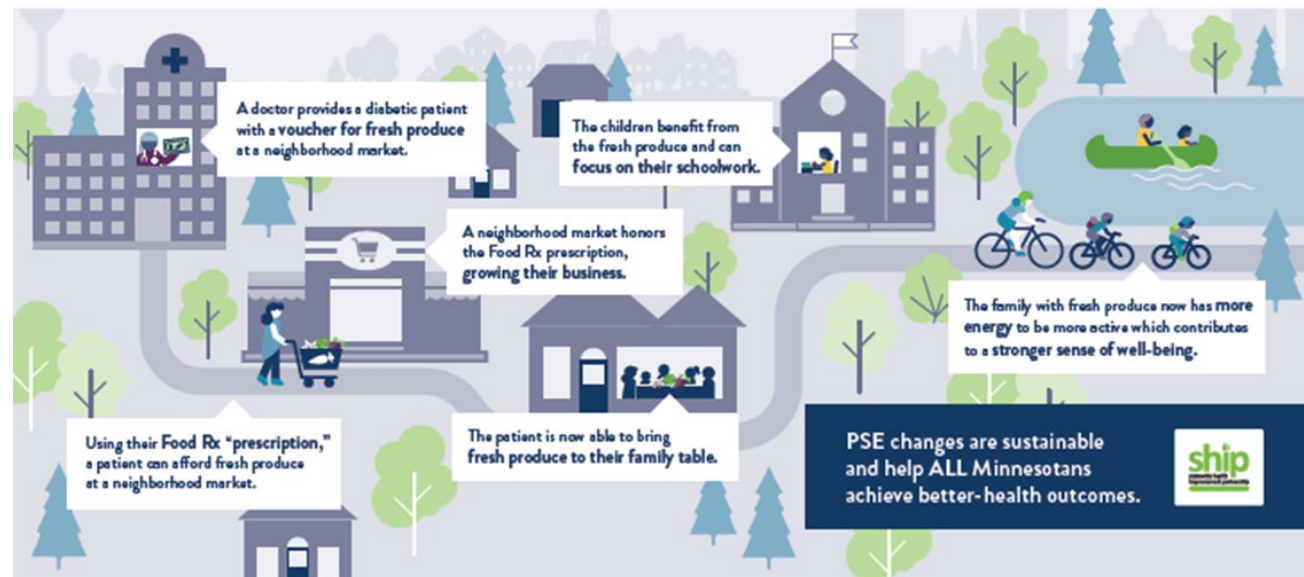 A doctor provides a diabetic patient
with a voucher for fresh produce
at a neighborhood market.
Using their Food Rx “prescription,”
a patient can afford fresh produce
at a neighborhood market.
A neighborhood market honors
the Food Rx prescription,
growing their business.
The patient is now able to bring
fresh produce to their family table.
The children benefit from
the fresh produce and can
focus on their schoolwork.
The family with fresh produce now has more
energy to be more active which contributes
to a stronger sense of well-being.
PSE changes are sustainable
and help ALL Minnesotans
achieve better-health outcomes.
ship
statewide health
improvement partnership